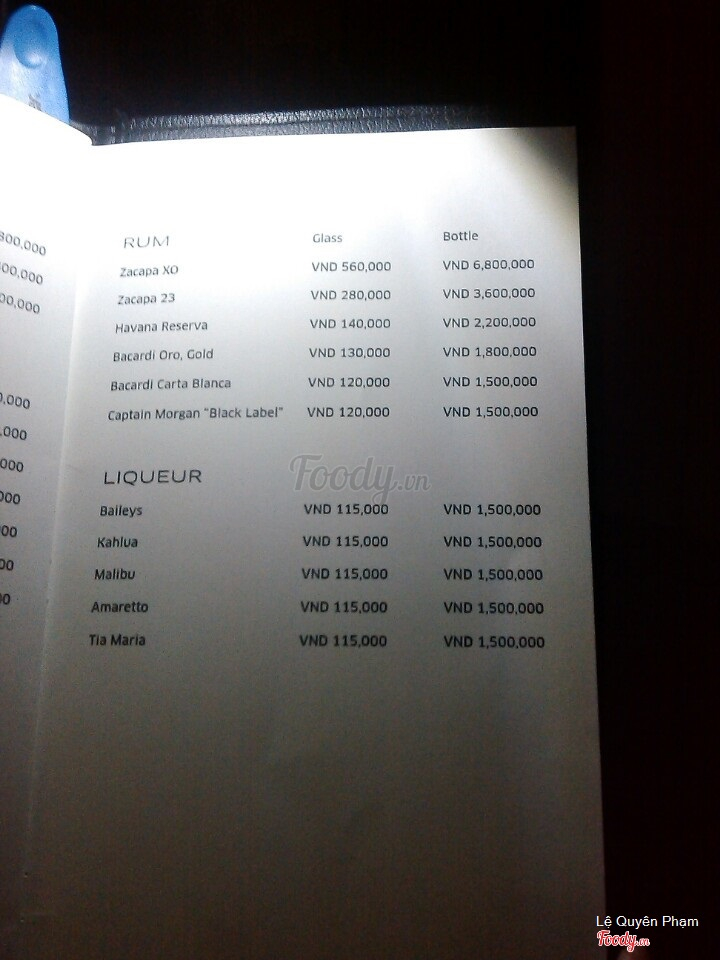 RUM Glass Bottle
Zacapa XO VND 560,000 VND 6,800,000
Zacapa 23 VND 280,000 VND 3,600,000
Havana Reserva VND 140,000 VND 2,200,000
Bacardi Oro, Gold VND 130,000 VND 1,800,000
Bacardi Carta Blanca VND 120,000 VND 1,500,000
Captain Morgan "Black Label" VND 120,000 VND 1,500,000
LIQUEUR
Foody.vn
Baileys VND 115,000 VND 1,500,000
Kahlua VND 115,000 VND 1,500,000
Malibu VND 115,000 VND 1,500,000
Amaretto VND 115,000 VND 1,500,000
Tia Maria VND 115,000 VND 1,500,000
Lệ Quyên Phạm
Foody.vn